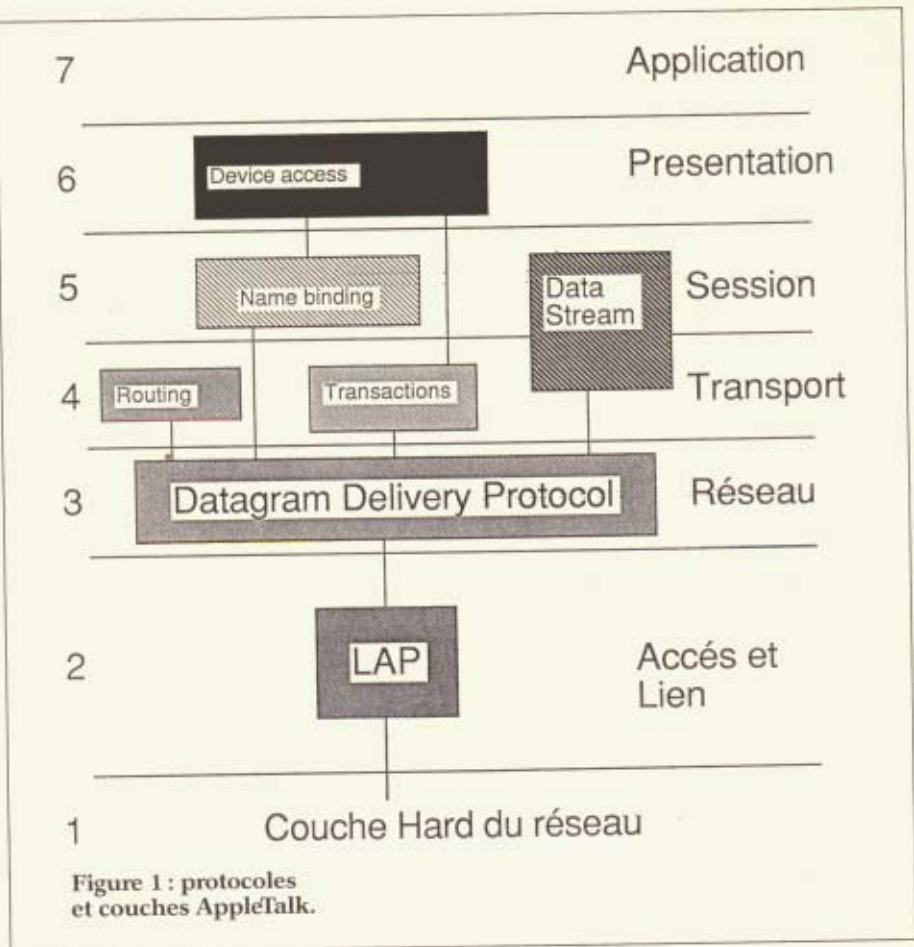 7 Application
6 Device access Presentation
5 Name binding Data Stream Session
4 Routing Transactions Transport
3 Datagram Delivery Protocol Réseau
2 LAP Accés et Lien
1 Couche Hard du réseau
Figure 1 : protocoles
et couches AppleTalk.